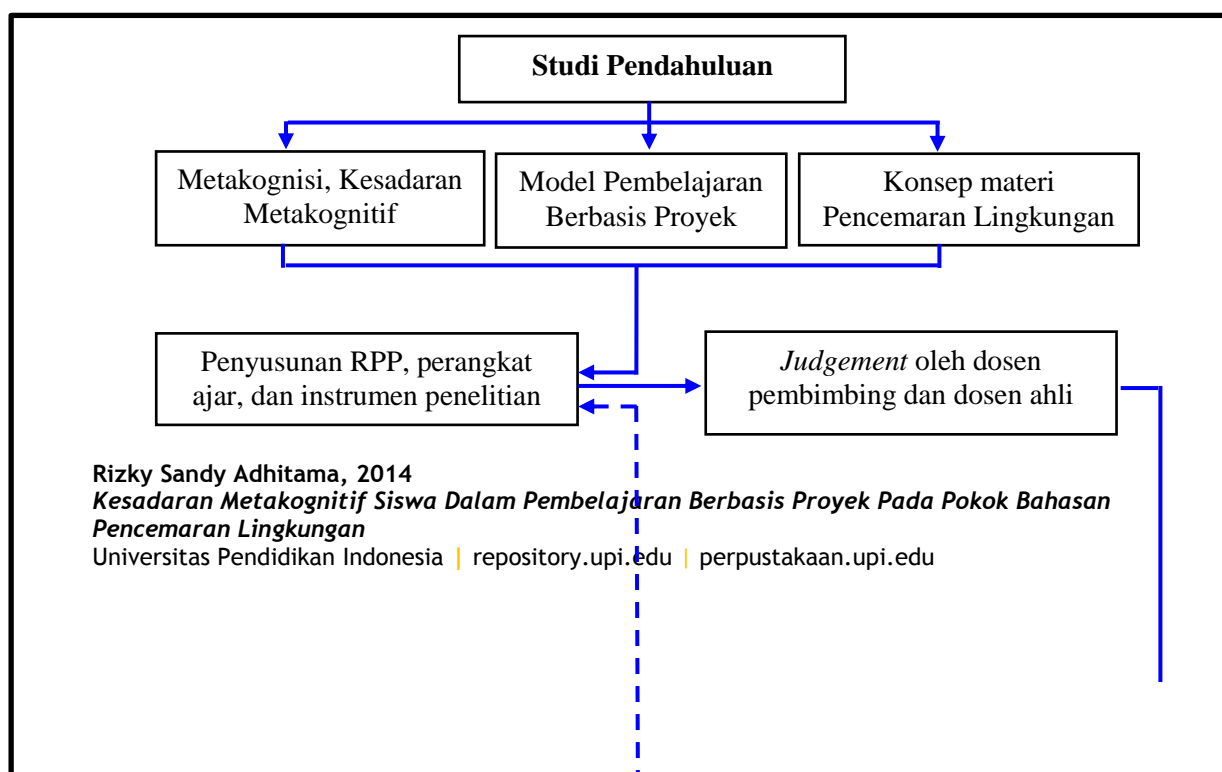 Studi Pendahuluan
Metakognisi, Kesadaran
Metakognitif
Model Pembelajaran
Berbasis Proyek
Konsep materi
Pencemaran Lingkungan
Penyusunan RPP, perangkat
ajar, dan instrumen penelitian
Judgement oleh dosen
pembimbing dan dosen ahli
Rizky Sandy Adhitama, 2014
Kesadaran Metakognitif Siswa Dalam Pembelajaran Berbasis Proyek Pada Pokok Bahasan
Pencemaran Lingkungan
Universitas Pendidikan Indonesia | repository.upi.edu | perpustakaan.upi.edu